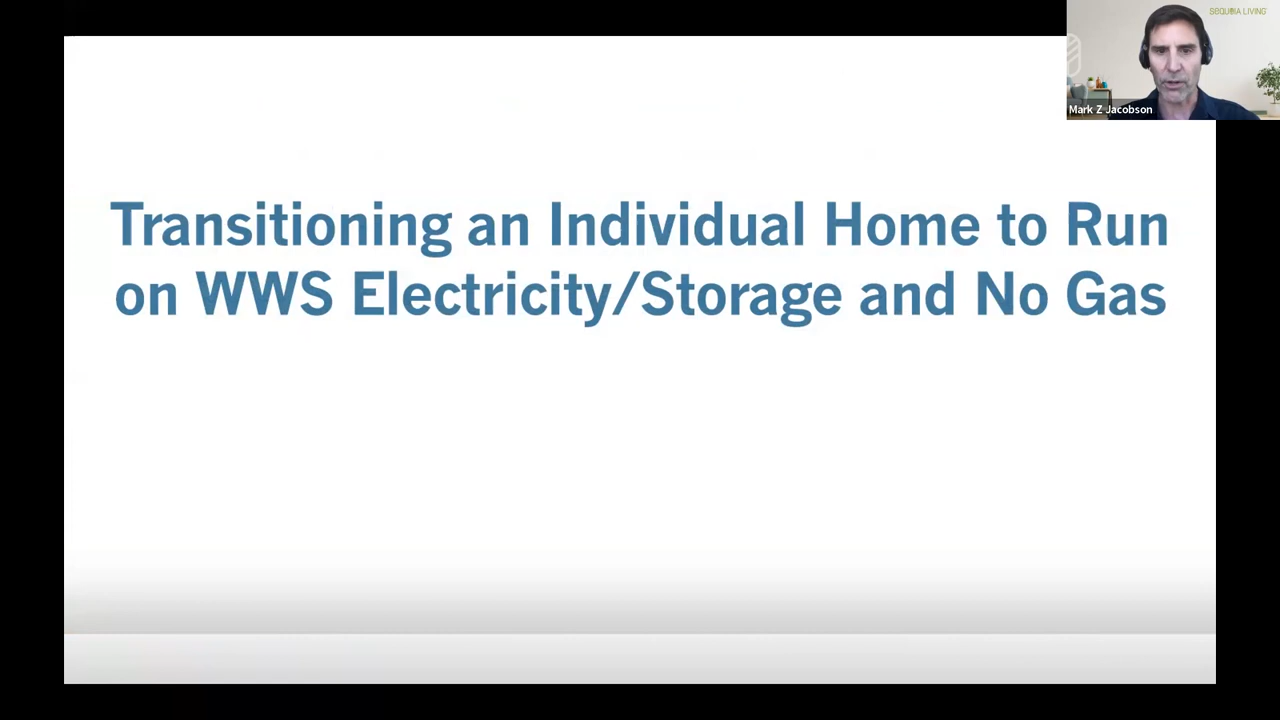 SEQUOIA LIVING
Mark Z Jacobson
Transitioning an Individual Home to Run
on WWS Electricity/Storage and No Gas